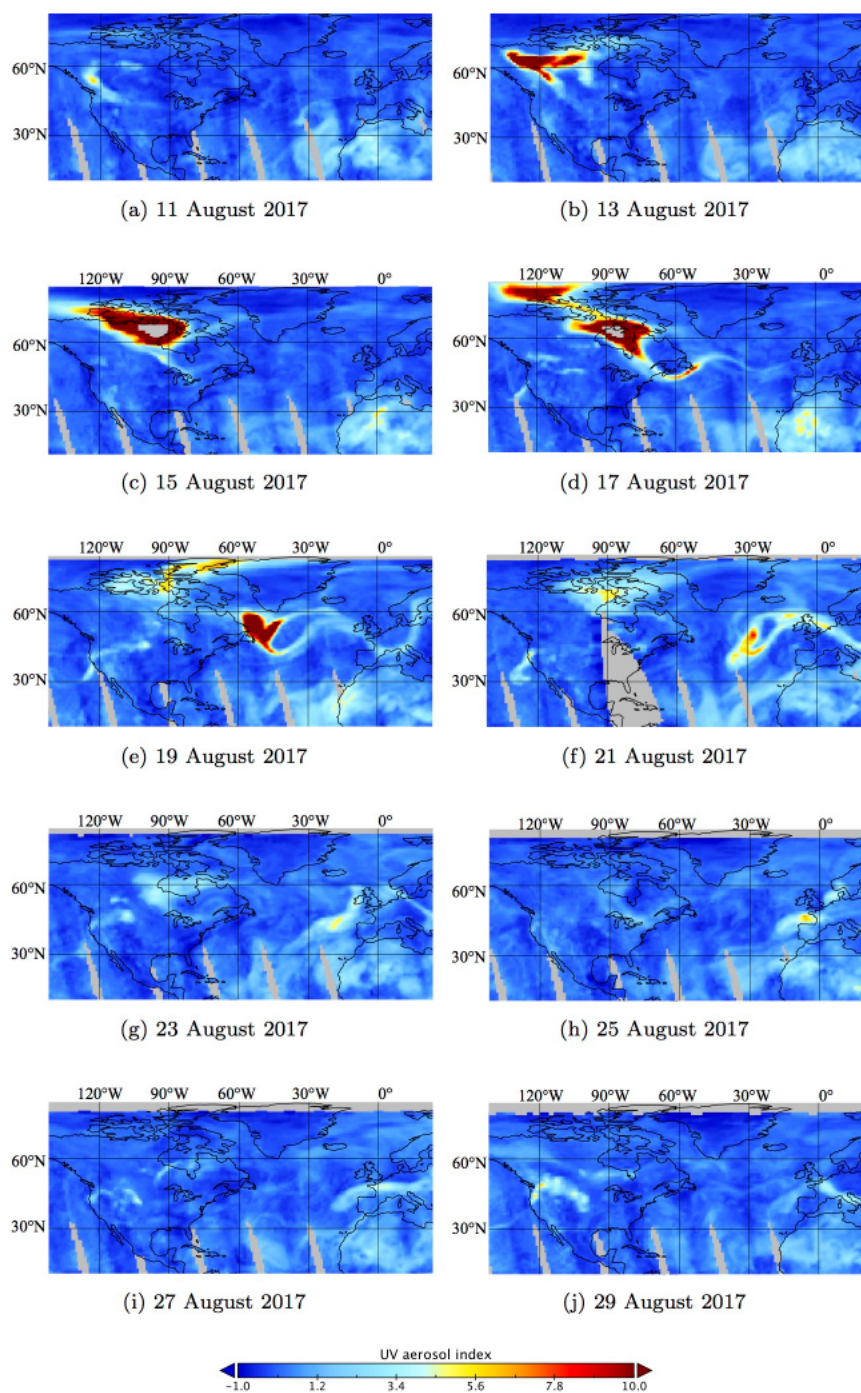 60°N
30°N
(a) 11 August 2017
60°N
30°N
(b) 13 August 2017
120°W 90°W 60°W 30°W 0°
60°N
30°N
(c) 15 August 2017
120°W 90°W 60°W 30°W 0°
60°N
30°N
(d) 17 August 2017
120°W 90°W 60°W 30°W 0°
60°N
30°N
(e) 19 August 2017
120°W 90°W 60°W 30°W 0°
60°N
30°N
(f) 21 August 2017
120°W 90°W 60°W 30°W 0°
60°N
30°N
(g) 23 August 2017
120°W 90°W 60°W 30°W 0°
60°N
30°N
(h) 25 August 2017
120°W 90°W 60°W 30°W 0°
60°N
30°N
(i) 27 August 2017
120°W 90°W 60°W 30°W 0°
60°N
30°N
(j) 29 August 2017
UV aerosol index
−1.0 1.2 3.4 5.6 7.8 10.0